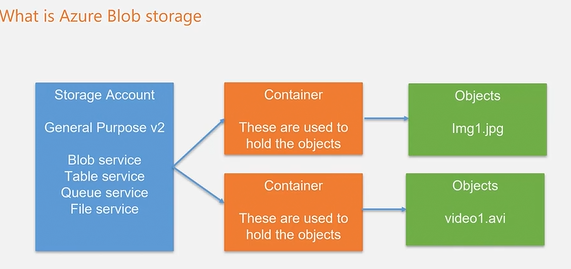 What is Azure Blob storage
Storage Account
General Purpose v2
Blob service
Table service
Queue service
File service
Container
These are used to
hold the objects
Objects
Img1.jpg
Container
These are used to
hold the objects
Objects
video1.avi